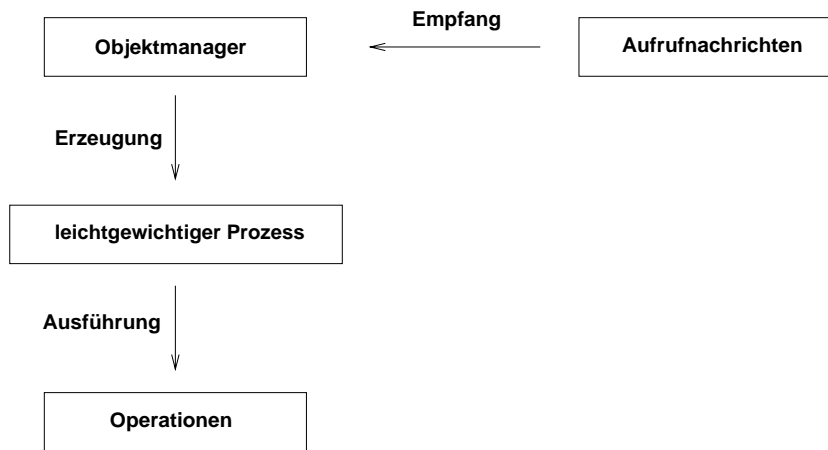 Empfang
Objektmanager
Aufrufnachrichten
Erzeugung
leichtgewichtiger Prozess
Ausführung
Operationen